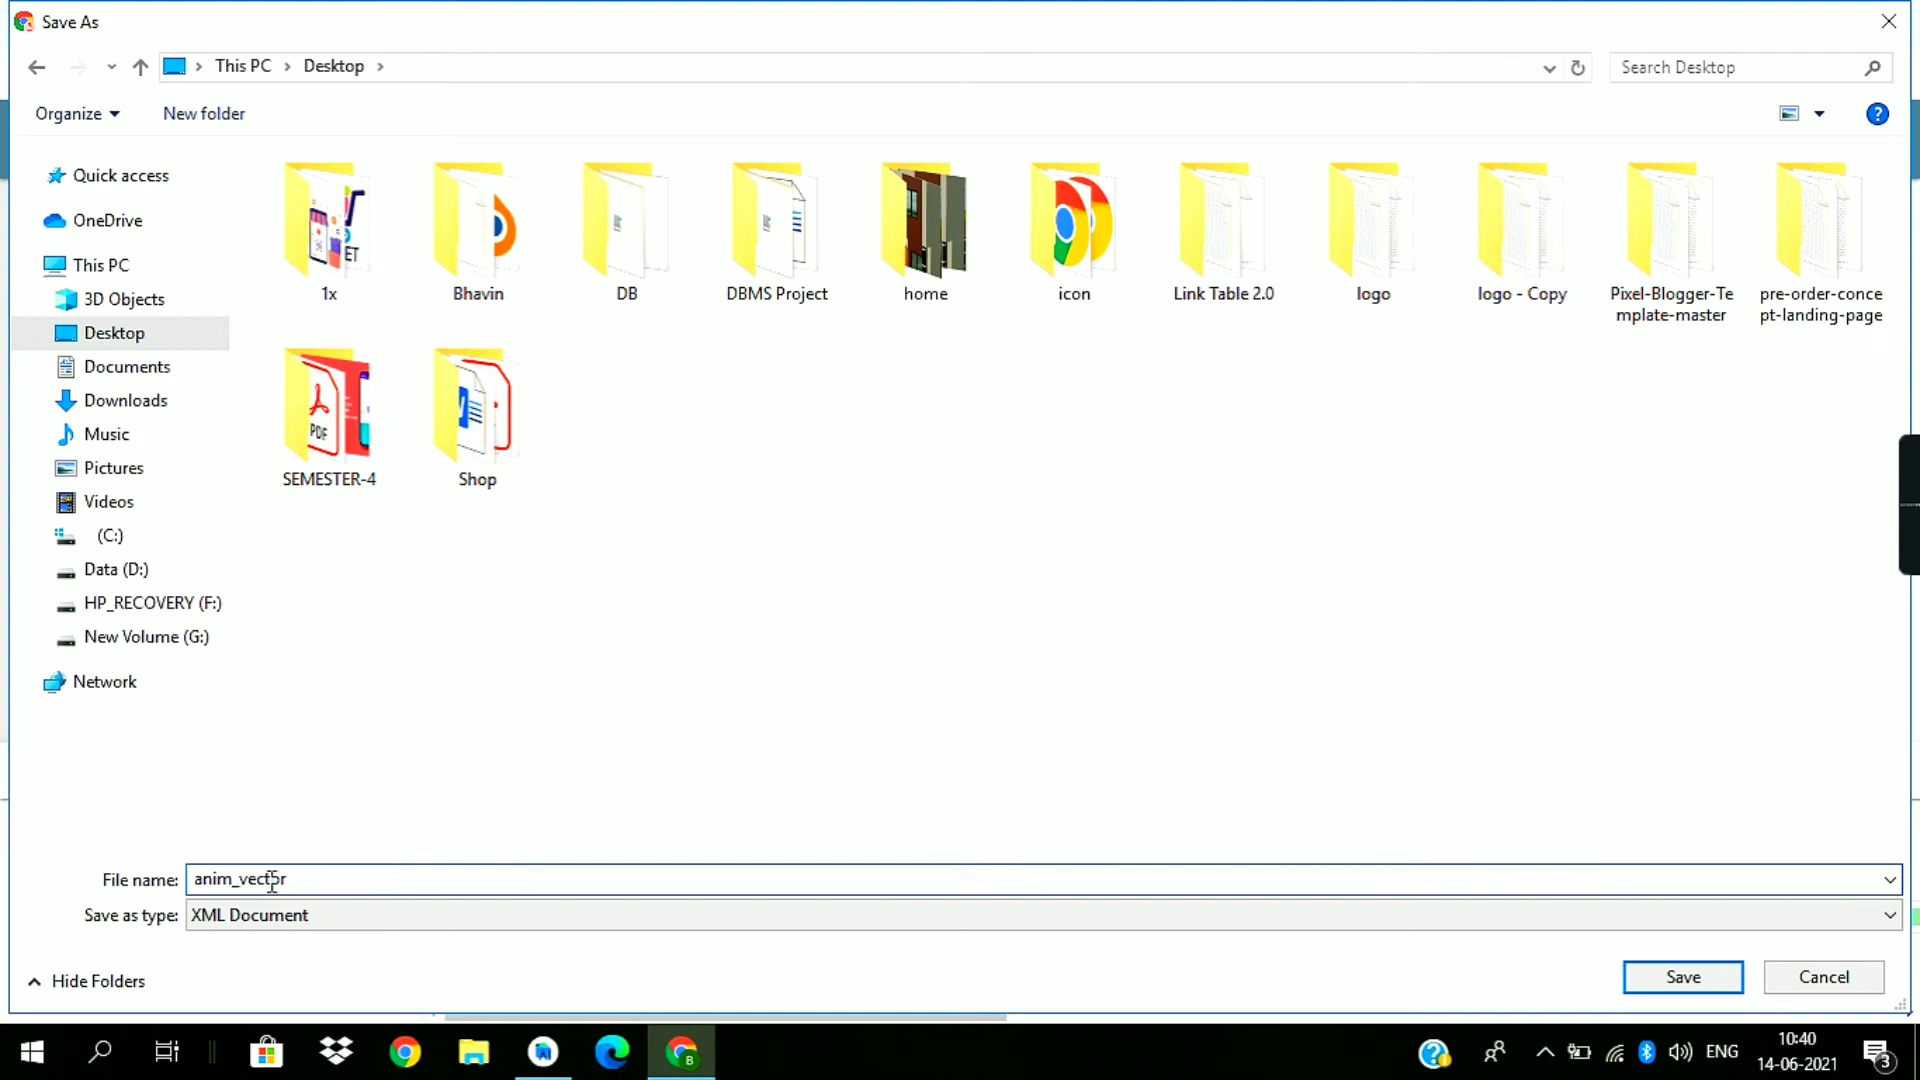 Save As
This PC
Desktop
Search Desktop
Organize
New folder
?
Quick access
OneDrive
This PC
3D Objects
Desktop
Documents
Downloads
Music
Pictures
Videos
(C:)
Data (D:)
HP_RECOVERY (F:)
New Volume (G:)
Network
ET
1x
Bhavin
DB
DBMS Project
home
icon
Link Table 2.0
logo
logo - Copy
Pixel-Blogger-Te
mplate-master
pre-order-conce
pt-landing-page
PDF
SEMESTER-4
Shop
File name: anim_vector
Save as type: XML Document
Hide Folders
Save
Cancel
B
ENG
10:40
14-06-2021
3